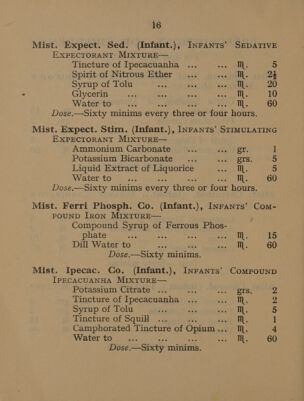 16
Mist. Expect. Sed. (Infant.), Infants' Sedative
Expectorant Mixture—
Tincture of Ipecacuanha ... ... ♏. 5
Spirit of Nitrous Ether ... ♏. 2½
Syrup of Tolu ... ... ... ♏. 20
Glycerin ... ... ... ♏. 10
Water to ... ... ... ... ♏. 60
Dose.—Sixty minims every three or four hours.
Mist. Expect. Stim. (Infant.), Infants' Stimulating
Expectorant Mixture—
Ammonium Carbonate ... ... gr. 1
Potassium Bicarbonate ... ... grs. 5
Liquid Extract of Liquorice ... ♏. 5
Water to ... ... ... ... ♏. 60
Dose.—Sixty minims every three or four hours.
Mist. Ferri Phosph. Co. (Infant.), Infants' Com-
pound Iron Mixture—
Compound Syrup of Ferrous Phos-
phate ... ... ... ... ♏. 15
Dill Water to ... ... ... ♏. 60
Dose.—Sixty minims.
Mist. Ipecac. Co. (Infant.), Infants' Compound
Ipecacuanha Mixture—
Potassium Citrate ... ... ... grs. 2
Tincture of Ipecacuanha ... ... ♏. 2
Syrup of Tolu ... ... ... ♏. 5
Tincture of Squill ... ... ... ♏. 1
Camphorated Tincture of Opium ... ♏. 4
Water to ... ... ... ... ♏. 60
Dose.—Sixty minims.